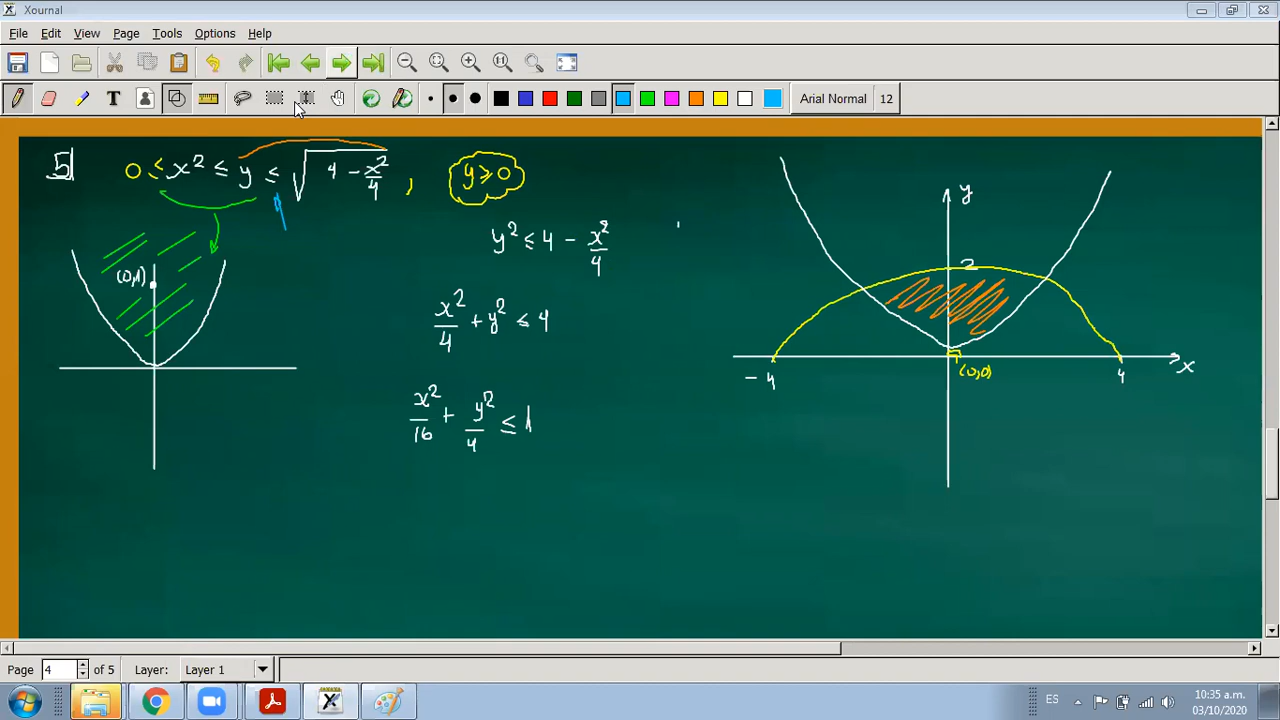 Xournal
File Edit View Page Tools Options Help
Arial Normal 12
5) 0 ≤ x² ≤ y ≤ √(4 - x²/4) , y ≥ 0
(0,1)
y² ≤ 4 - x²/4
x²/4 + y² ≤ 4
x²/16 + y²/4 ≤ 1
y
2
-4 (0,0) 4 x
Page 4 of 5 Layer: Layer 1
ES 10:35 a.m.
03/10/2020